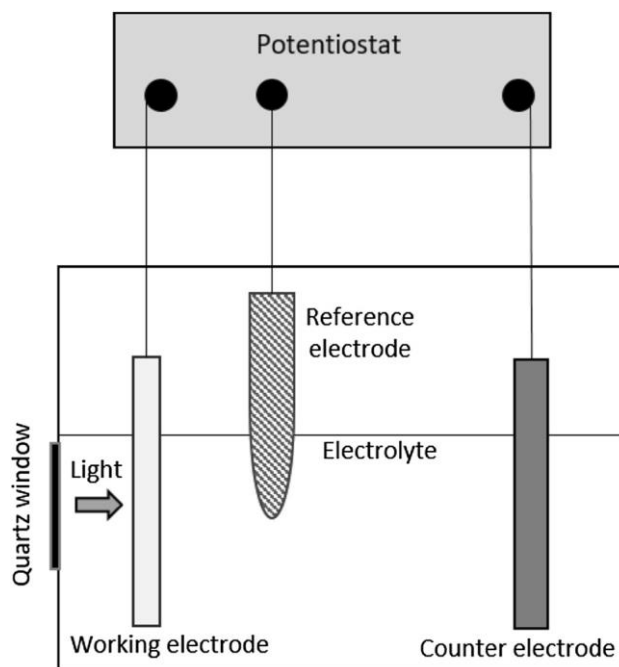 Potentiostat
Reference
electrode
Electrolyte
Light
Quartz window
Working electrode
Counter electrode